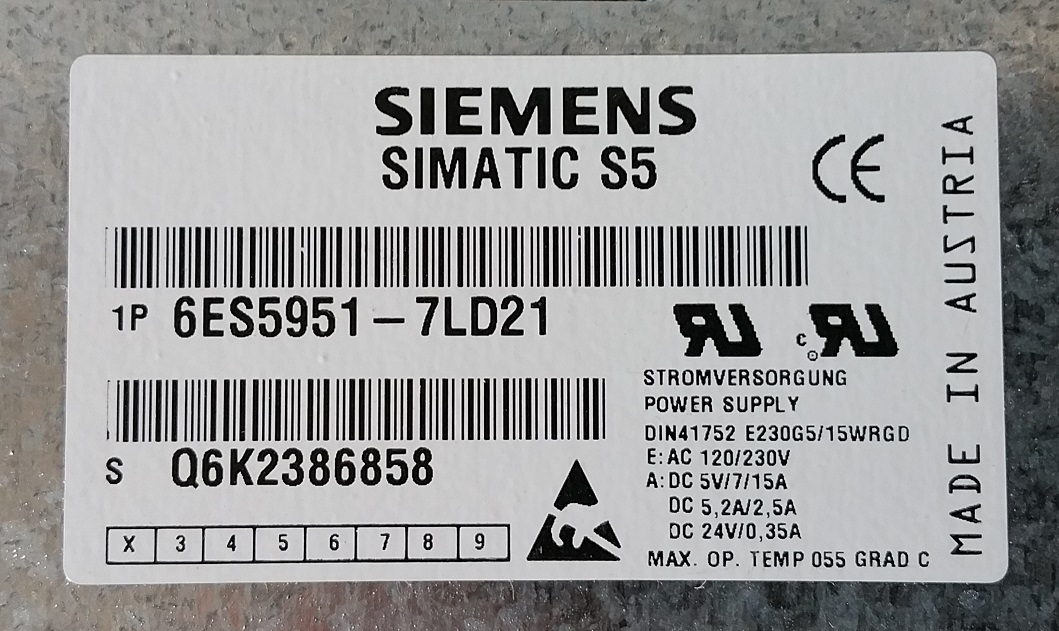 SIEMENS
SIMATIC S5
CE
1P 6ES5951-7LD21
S Q6K2386858
X 3 4 5 6 7 8 9
STROMVERSORGUNG
POWER SUPPLY
DIN41752 E230G5/15WRGD
E: AC 120/230V
A: DC 5V/7/15A
DC 5,2A/2,5A
DC 24V/0,35A
MAX. OP. TEMP 055 GRAD C
MADE IN AUSTRIA